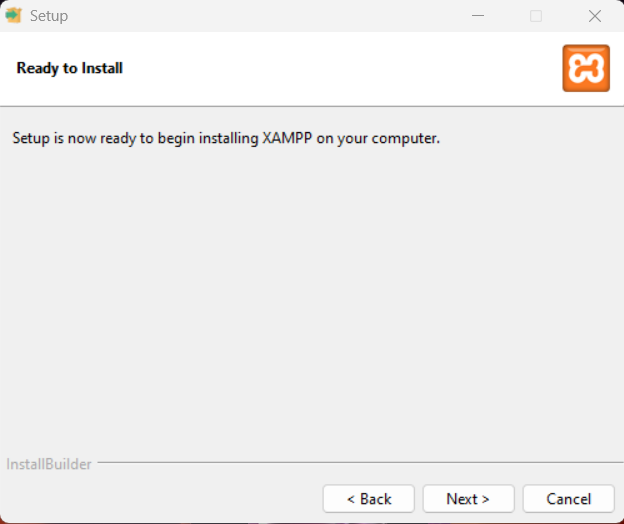 Setup
Ready to Install
Setup is now ready to begin installing XAMPP on your computer.
InstallBuilder
< Back
Next >
Cancel